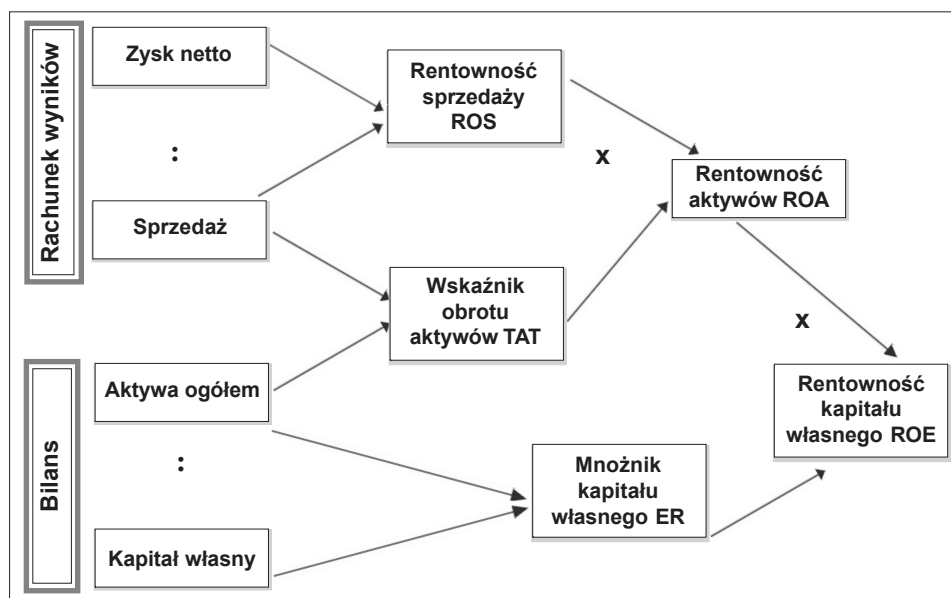 Rachunek wyników
Zysk netto
:
Sprzedaż
Rentowność
sprzedaży
ROS
x
Rentowność
aktywów ROA
Wskaźnik
obrotu
aktywów TAT
x
Bilans
Aktywa ogółem
:
Kapitał własny
Mnożnik
kapitału
własnego ER
Rentowność
kapitału
własnego ROE